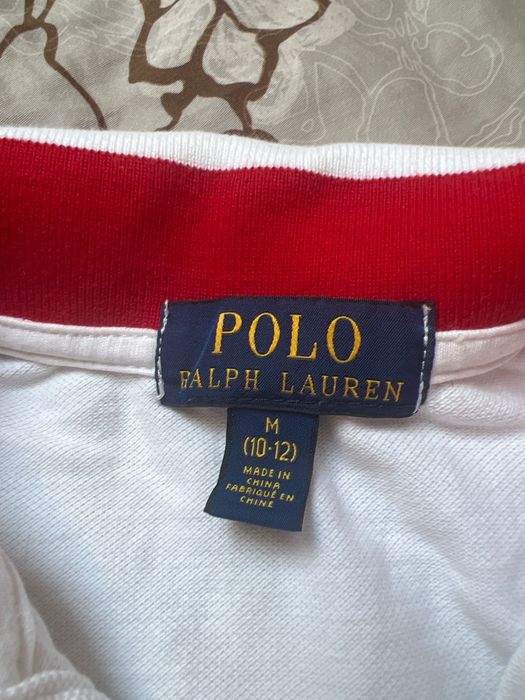 POLO
RALPH LAUREN
M
(10-12)
MADE IN
CHINA
FABRIQUÉ EN
CHINE